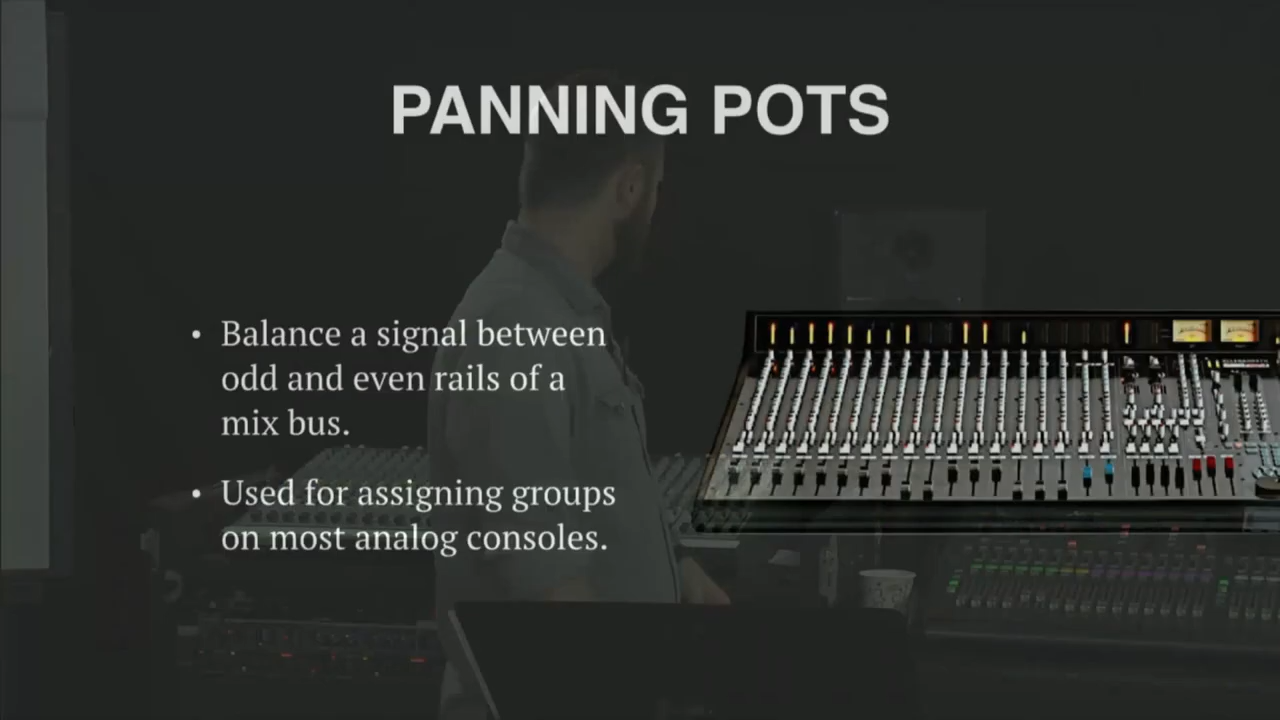 PANNING POTS
• Balance a signal between
odd and even rails of a
mix bus.
• Used for assigning groups
on most analog consoles.